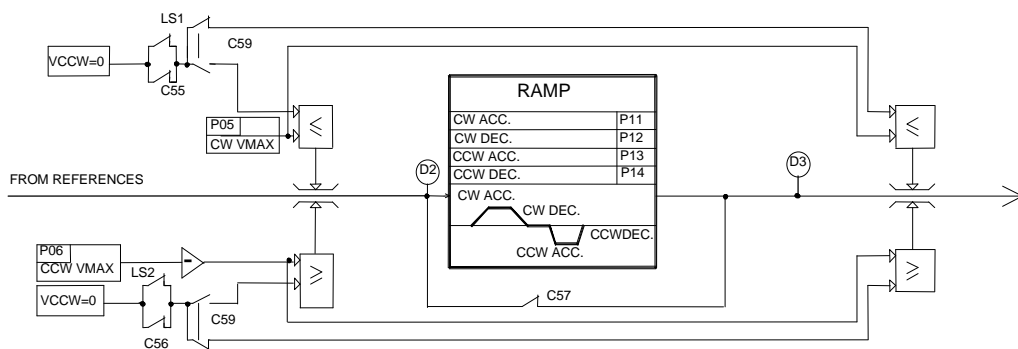 LS1
C59
VCCW=0
C55
P05
CW VMAX
≤
≤
RAMP
CW ACC. P11
CW DEC. P12
CCW ACC. P13
CCW DEC. P14
D2
D3
FROM REFERENCES
CW ACC.
CW DEC.
CCWDEC.
CCW ACC.
P06
CCW VMAX
-
≥
≥
LS2
VCCW=0
C59
C57
C56